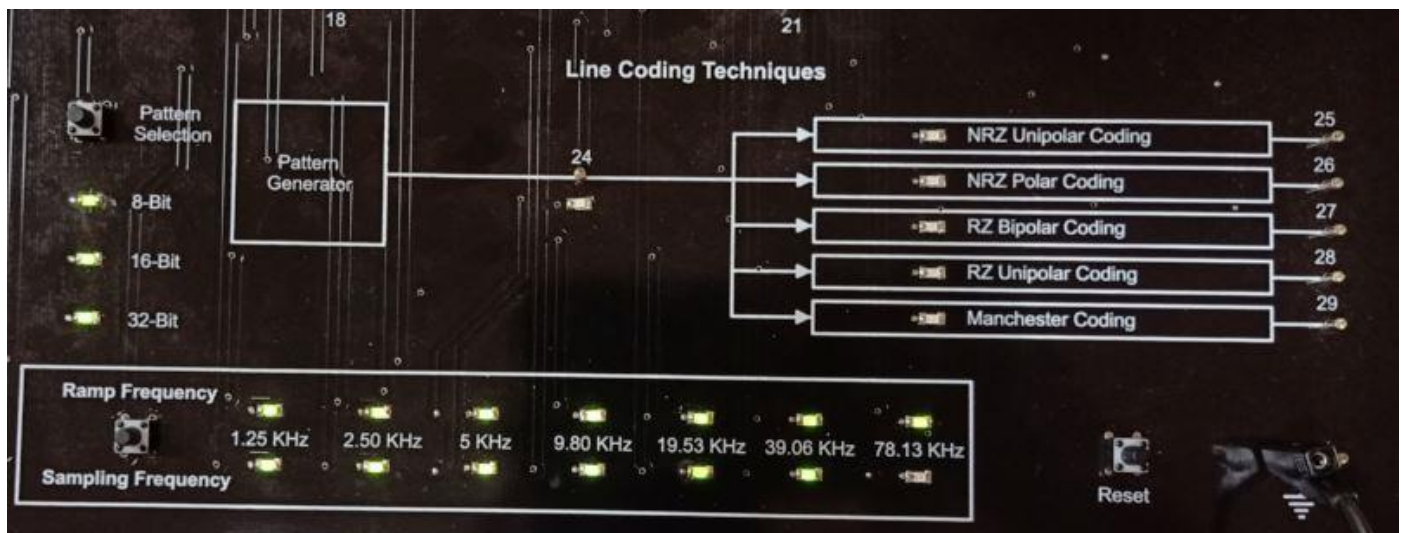 18
21
Line Coding Techniques
Pattern
Selection
Pattern
Generator
24
25
NRZ Unipolar Coding
26
NRZ Polar Coding
8-Bit
27
RZ Bipolar Coding
16-Bit
28
RZ Unipolar Coding
32-Bit
29
Manchester Coding
Ramp Frequency
1.25 KHz 2.50 KHz 5 KHz 9.80 KHz 19.53 KHz 39.06 KHz 78.13 KHz
Sampling Frequency
Reset